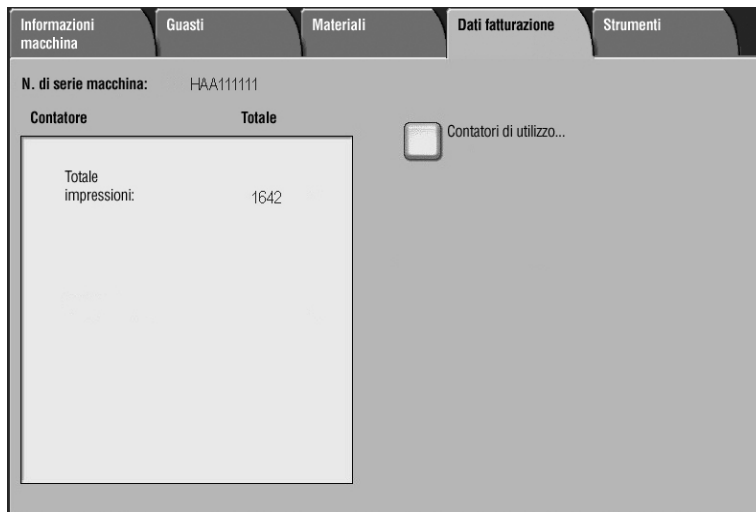 Informazioni
macchina
Guasti
Materiali
Dati fatturazione
Strumenti
N. di serie macchina: HAA111111
Contatore Totale
Totale
impressioni: 1642
Contatori di utilizzo...